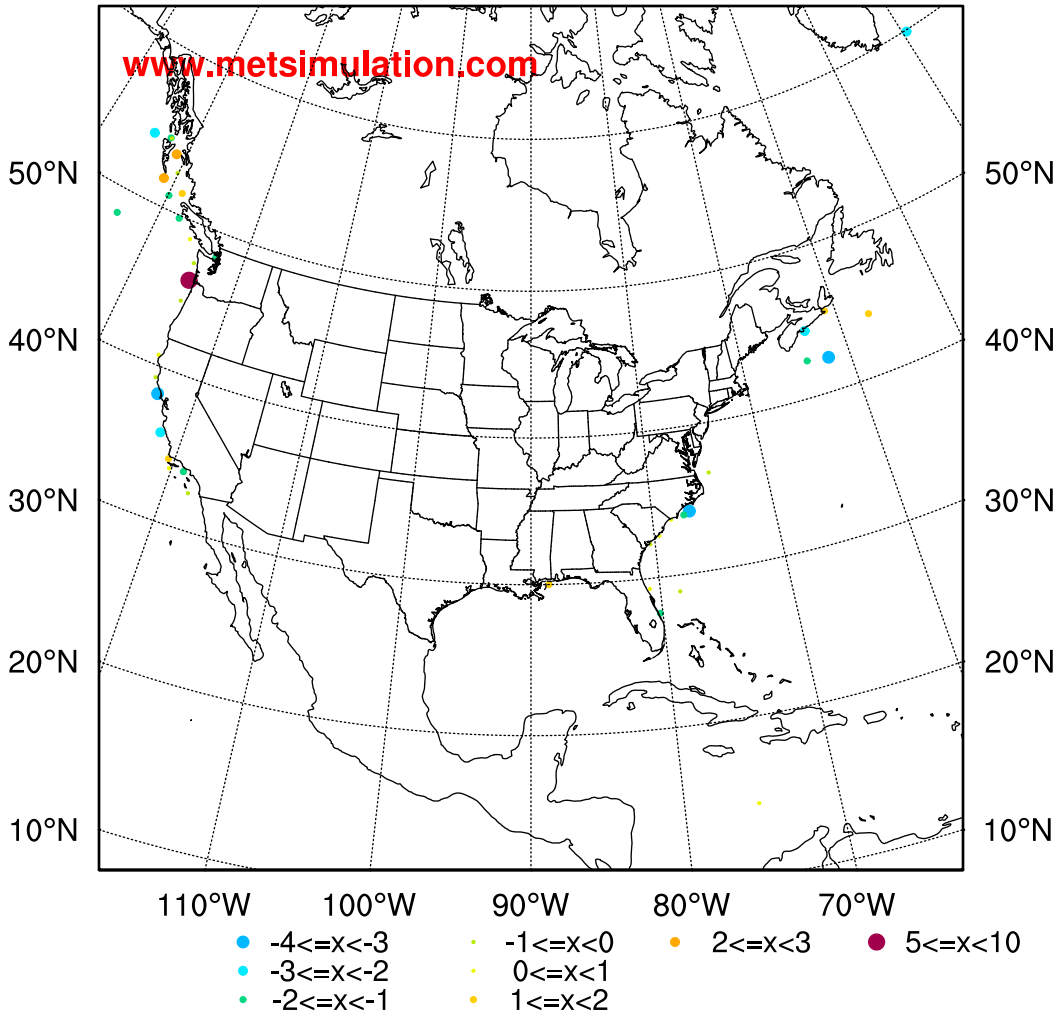 www.metsimulation.com
50°N 50°N
40°N 40°N
30°N 30°N
20°N 20°N
10°N 10°N
110°W 100°W 90°W 80°W 70°W
-4<=x<-3 -1<=x<0 2<=x<3 5<=x<10
-3<=x<-2 0<=x<1
-2<=x<-1 1<=x<2